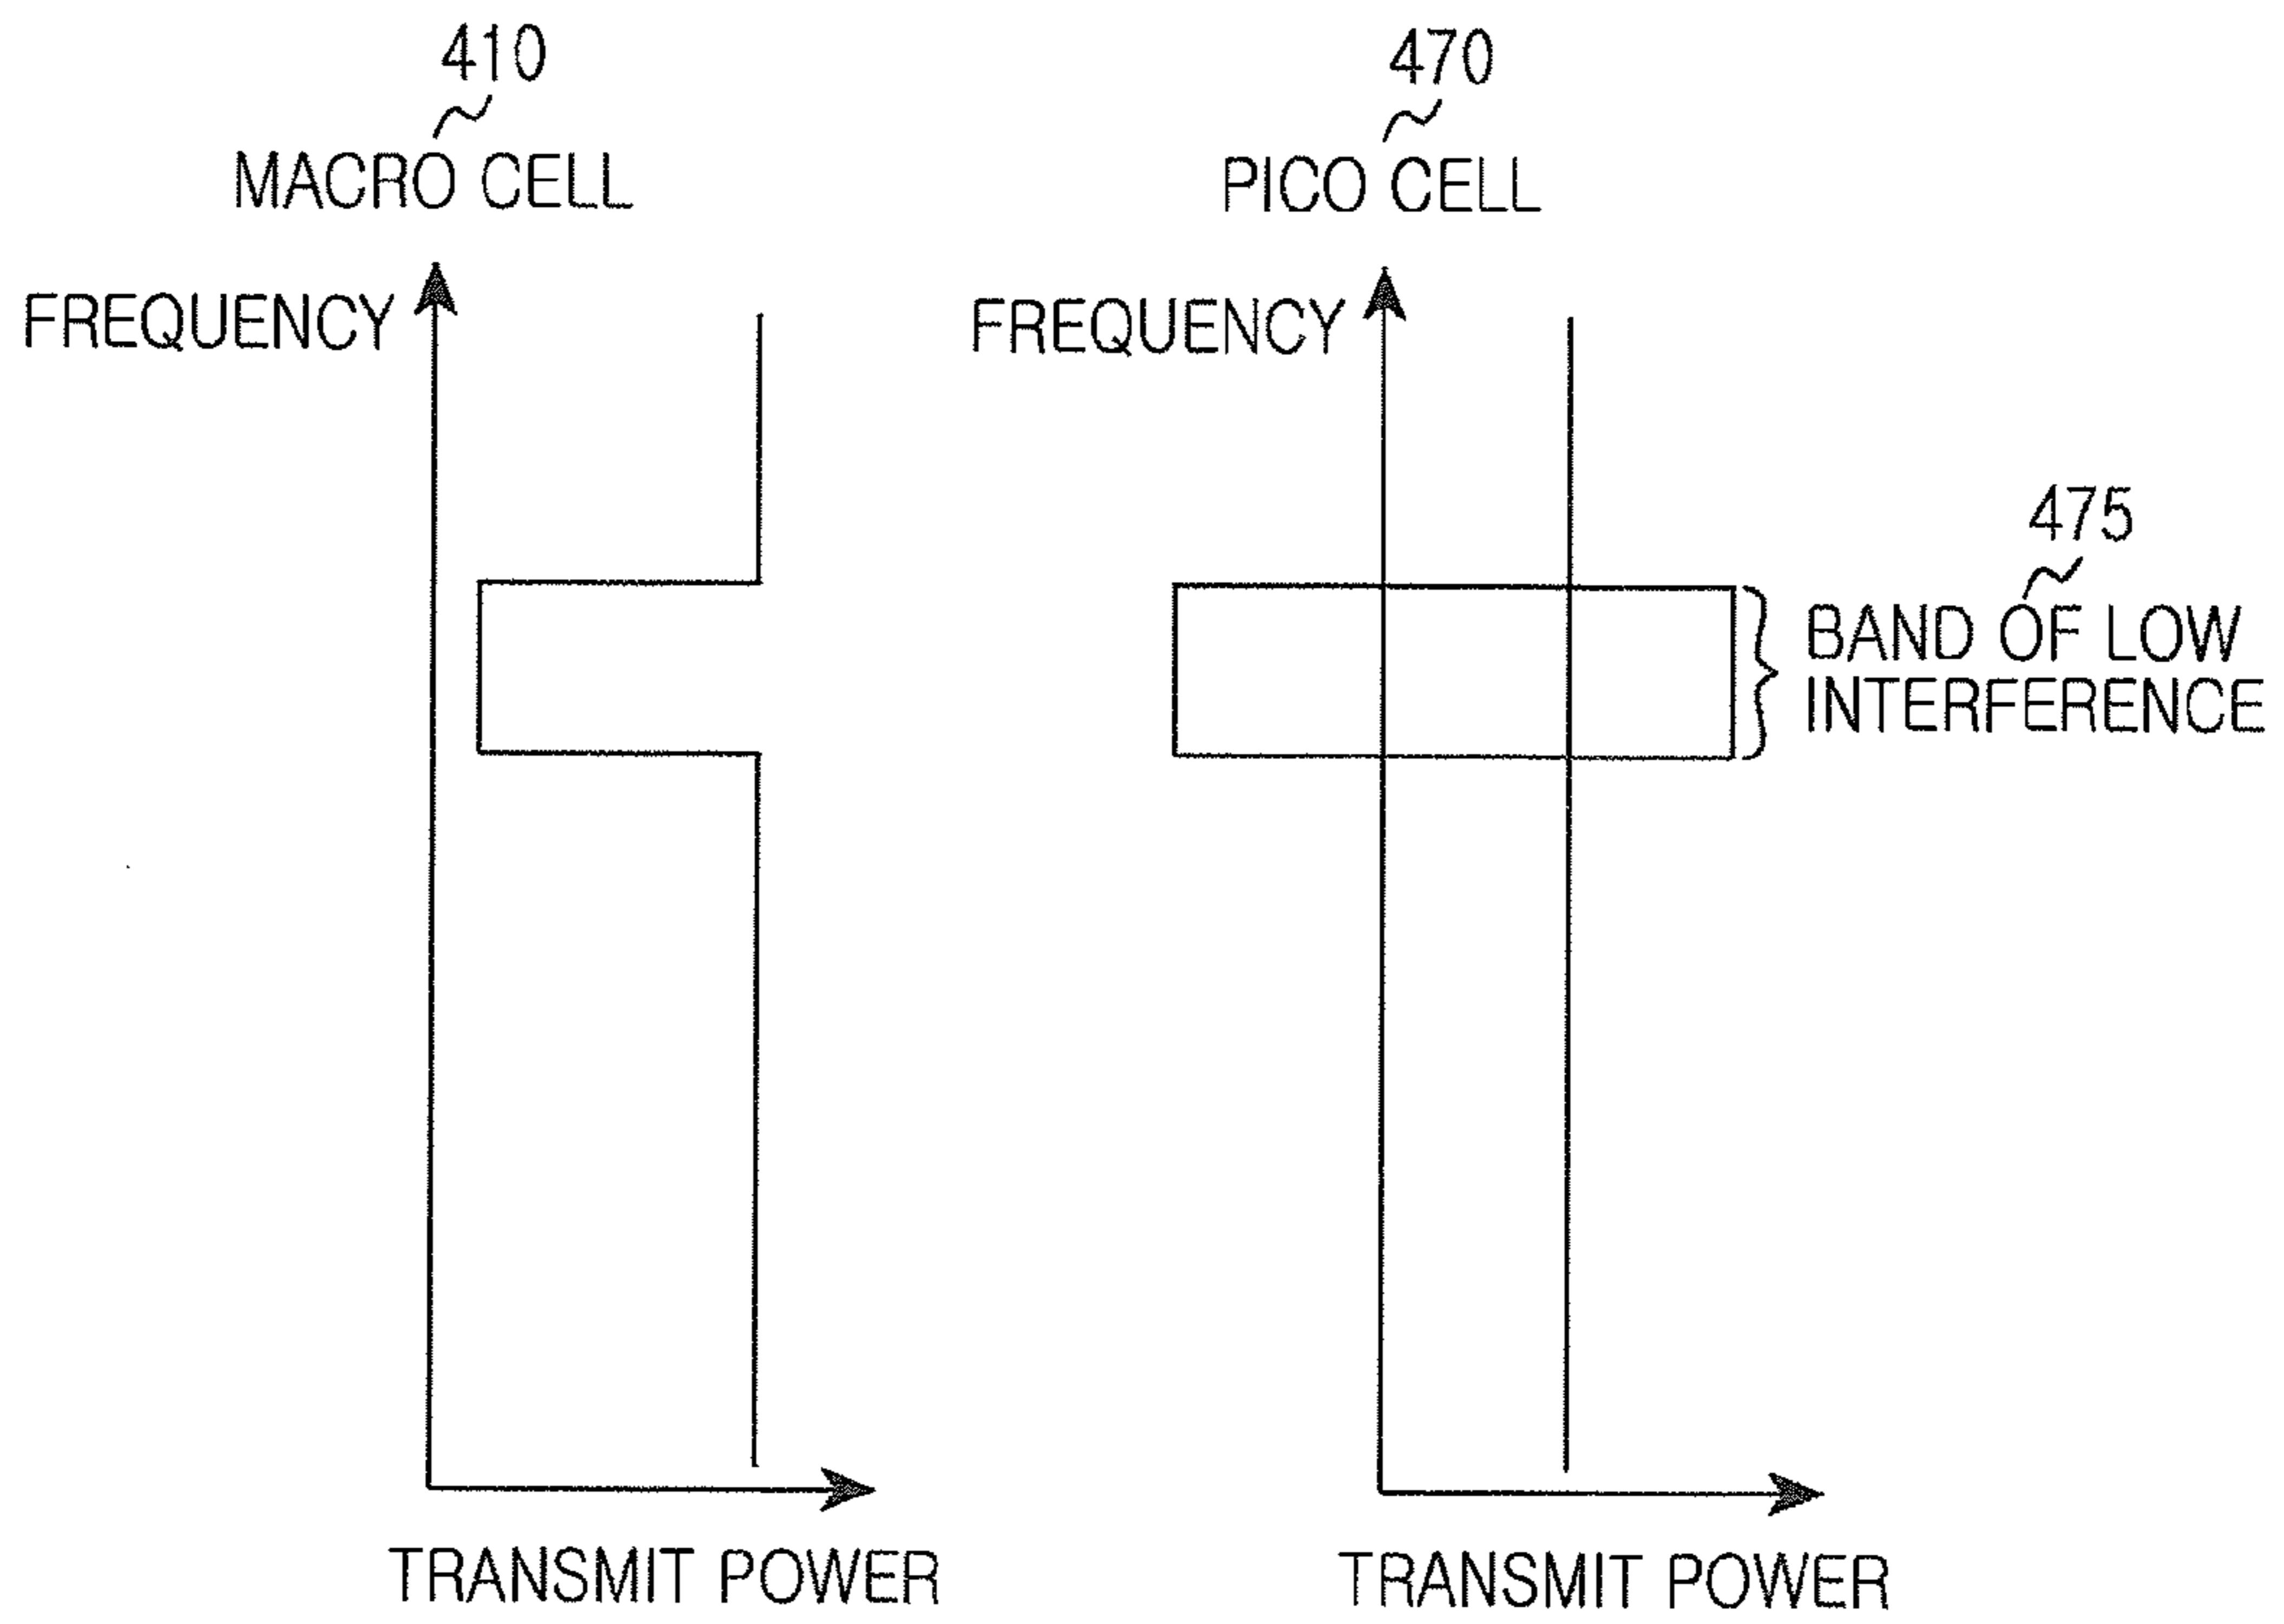 410
MACRO CELL
FREQUENCY
TRANSMIT POWER
470
PICO CELL
FREQUENCY
475
BAND OF LOW
INTERFERENCE
TRANSMIT POWER